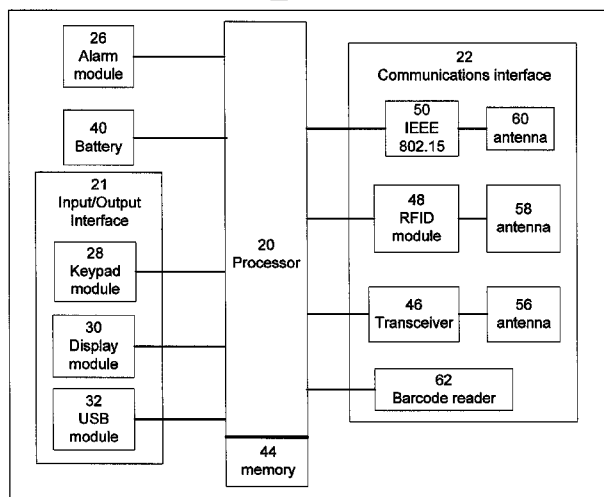 26
Alarm
module
40
Battery
21
Input/Output
Interface
28
Keypad
module
30
Display
module
32
USB
module
20
Processor
44
memory
22
Communications interface
50
IEEE
802.15
60
antenna
48
RFID
module
58
antenna
46
Transceiver
56
antenna
62
Barcode reader